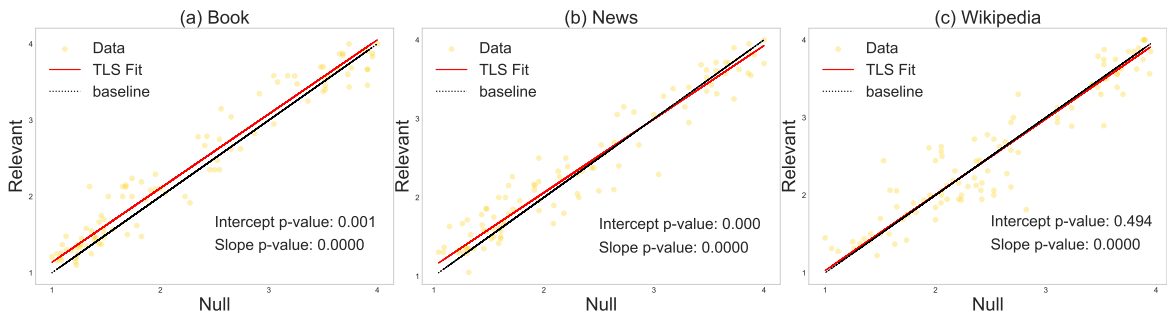 (a) Book
Data
TLS Fit
baseline
Relevant
4
3
2
1
Intercept p-value: 0.001
Slope p-value: 0.0000
1
2
3
4
Null
(b) News
Data
TLS Fit
baseline
Relevant
4
3
2
1
Intercept p-value: 0.000
Slope p-value: 0.0000
1
2
3
4
Null
(c) Wikipedia
Data
TLS Fit
baseline
Relevant
4
3
2
1
Intercept p-value: 0.494
Slope p-value: 0.0000
1
2
3
4
Null